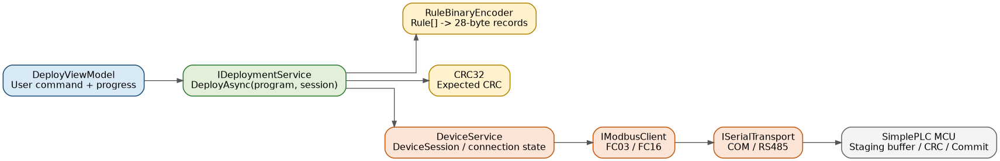 RuleBinaryEncoder
Rule[] -> 28-byte records
DeployViewModel
User command + progress
IDeploymentService
DeployAsync(program, session)
CRC32
Expected CRC
DeviceService
DeviceSession / connection state
IModbusClient
FC03 / FC16
ISerialTransport
COM / RS485
SimplePLC MCU
Staging buffer / CRC / Commit